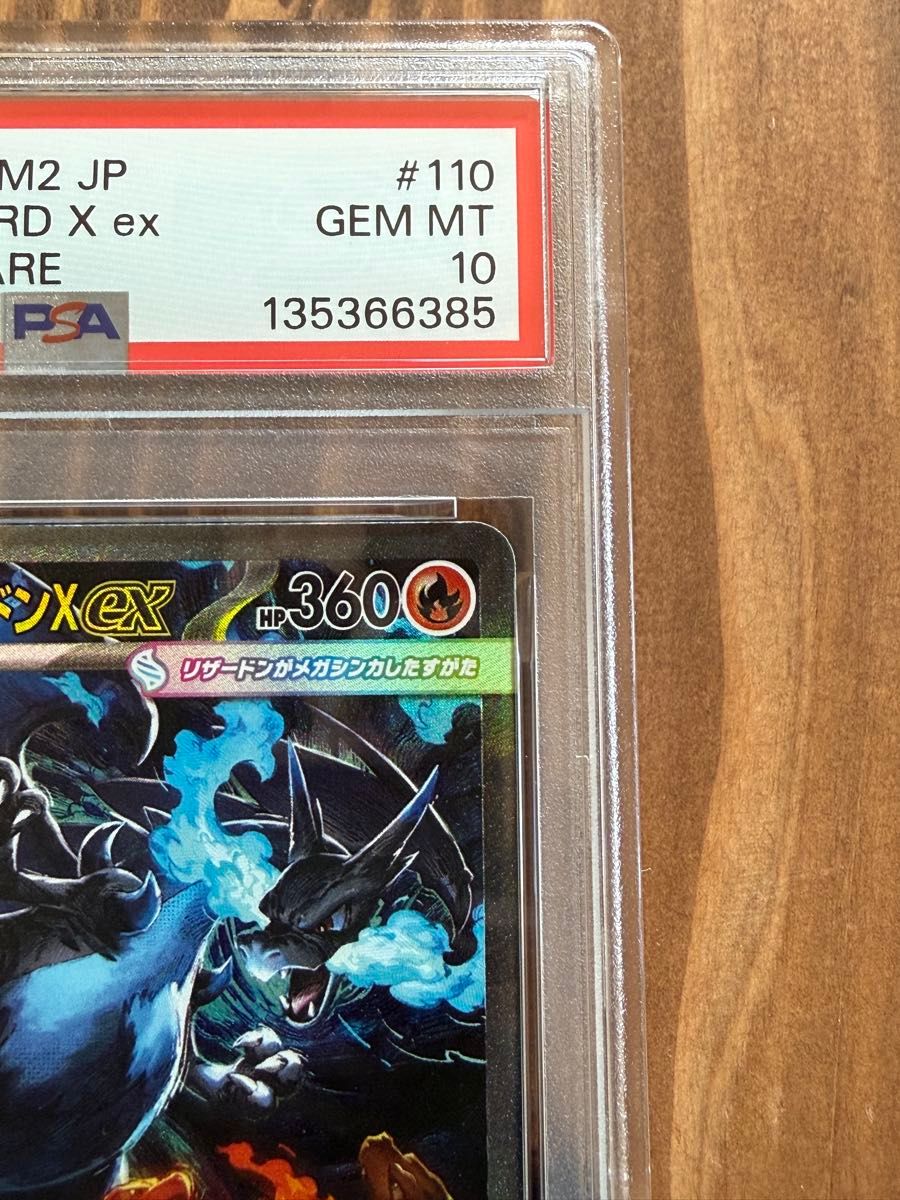 M2 JP #110
RD X ex GEM MT
ARE 10
PSA 135366385
ドンXex HP360
リザードンがメガシンカしたすがた